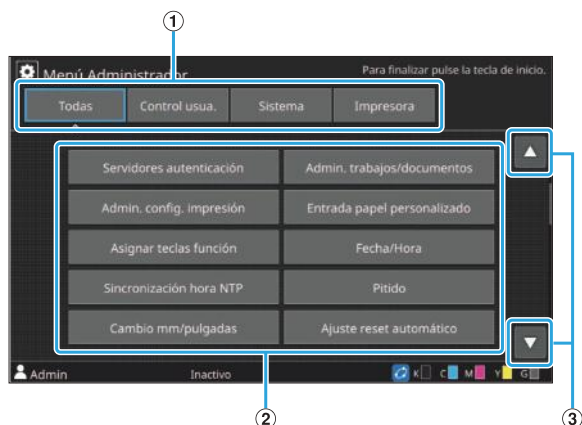 1
Menú Administrador
Para finalizar pulse la tecla de inicio.
Todas
Control usua.
Sistema
Impresora
Servidores autenticación
Admin. trabajos/documentos
Admin. config. impresión
Entrada papel personalizado
Asignar teclas función
Fecha/Hora
Sincronización hora NTP
Pitido
Cambio mm/pulgadas
Ajuste reset automático
Admin
Inactivo
K C M Y G
2
3